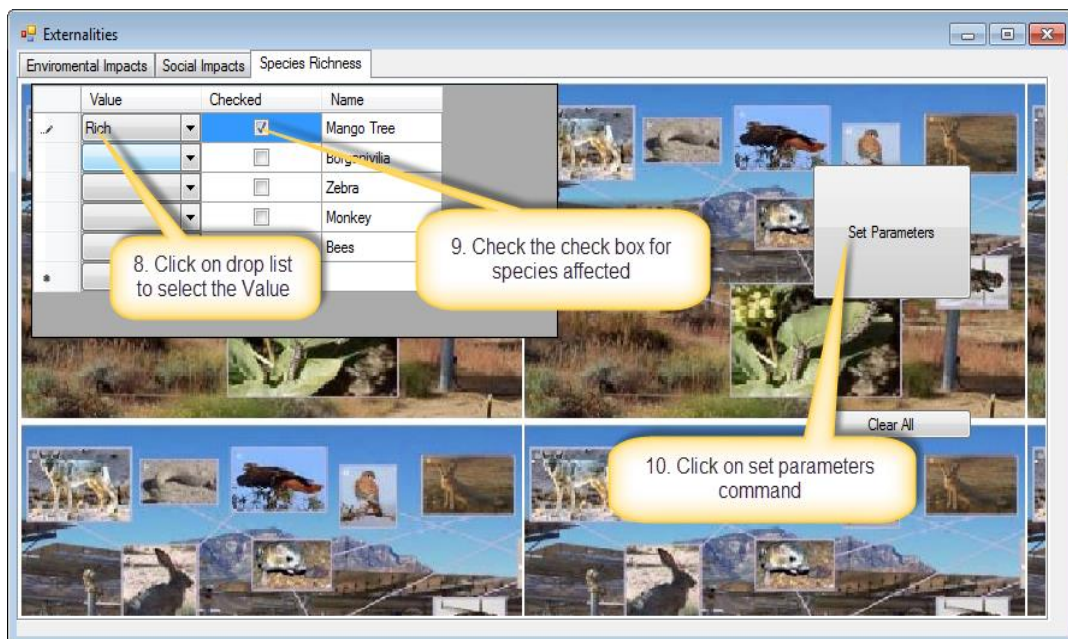 Externalities
Enviromental Impacts Social Impacts Species Richness
Value Checked Name
Rich Mango Tree
Borganivilia
Zebra
Monkey
Bees
8. Click on drop list
to select the Value
9. Check the check box for
species affected
Set Parameters
Clear All
10. Click on set parameters
command